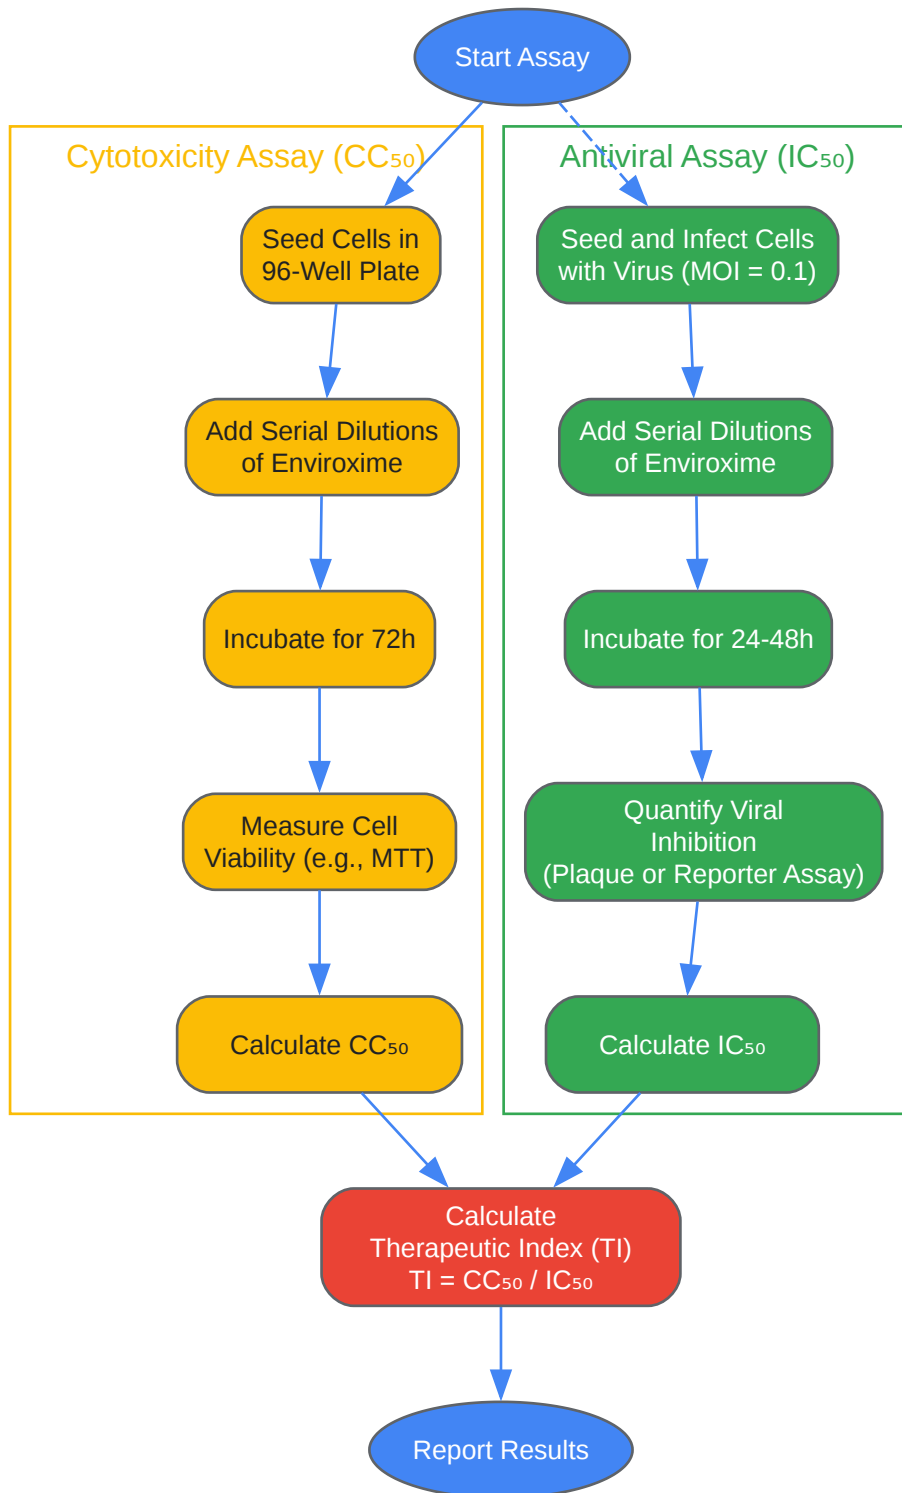 Start Assay
Cytotoxicity Assay (CC₅₀)
Seed Cells in
96-Well Plate
Add Serial Dilutions
of Enviroxime
Incubate for 72h
Measure Cell
Viability (e.g., MTT)
Calculate CC₅₀
Antiviral Assay (IC₅₀)
Seed and Infect Cells
with Virus (MOI = 0.1)
Add Serial Dilutions
of Enviroxime
Incubate for 24-48h
Quantify Viral
Inhibition
(Plaque or Reporter Assay)
Calculate IC₅₀
Calculate
Therapeutic Index (TI)
TI = CC₅₀ / IC₅₀
Report Results